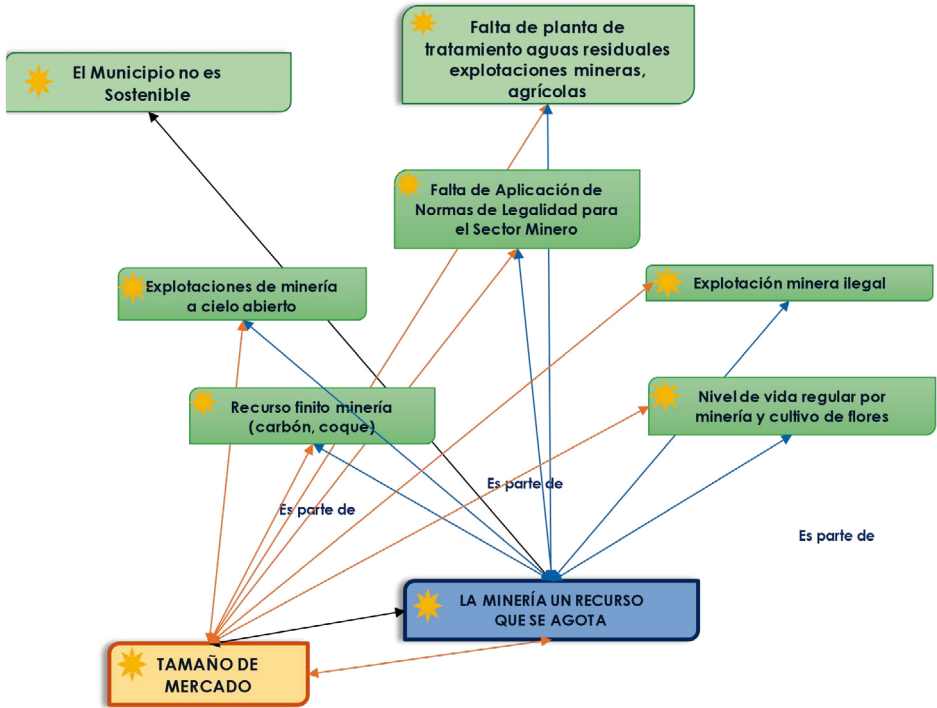 Falta de planta de
tratamiento aguas residuales
explotaciones mineras,
agrícolas
El Municipio no es
Sostenible
Falta de Aplicación de
Normas de Legalidad para
el Sector Minero
Explotaciones de minería
a cielo abierto
Explotación minera ilegal
Recurso finito minería
(carbón, coque)
Nivel de vida regular por
minería y cultivo de flores
Es parte de
Es parte de
Es parte de
LA MINERÍA UN RECURSO
QUE SE AGOTA
TAMAÑO DE
MERCADO